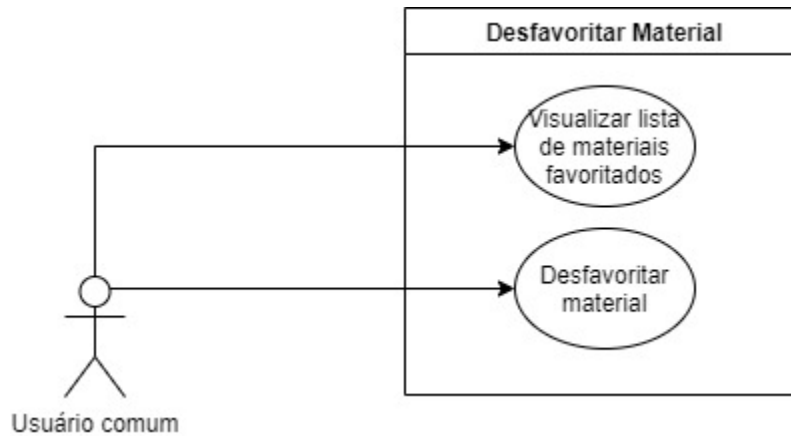 Desfavoritar Material
Visualizar lista
de materiais
favoritados
Desfavoritar
material
Usuário comum